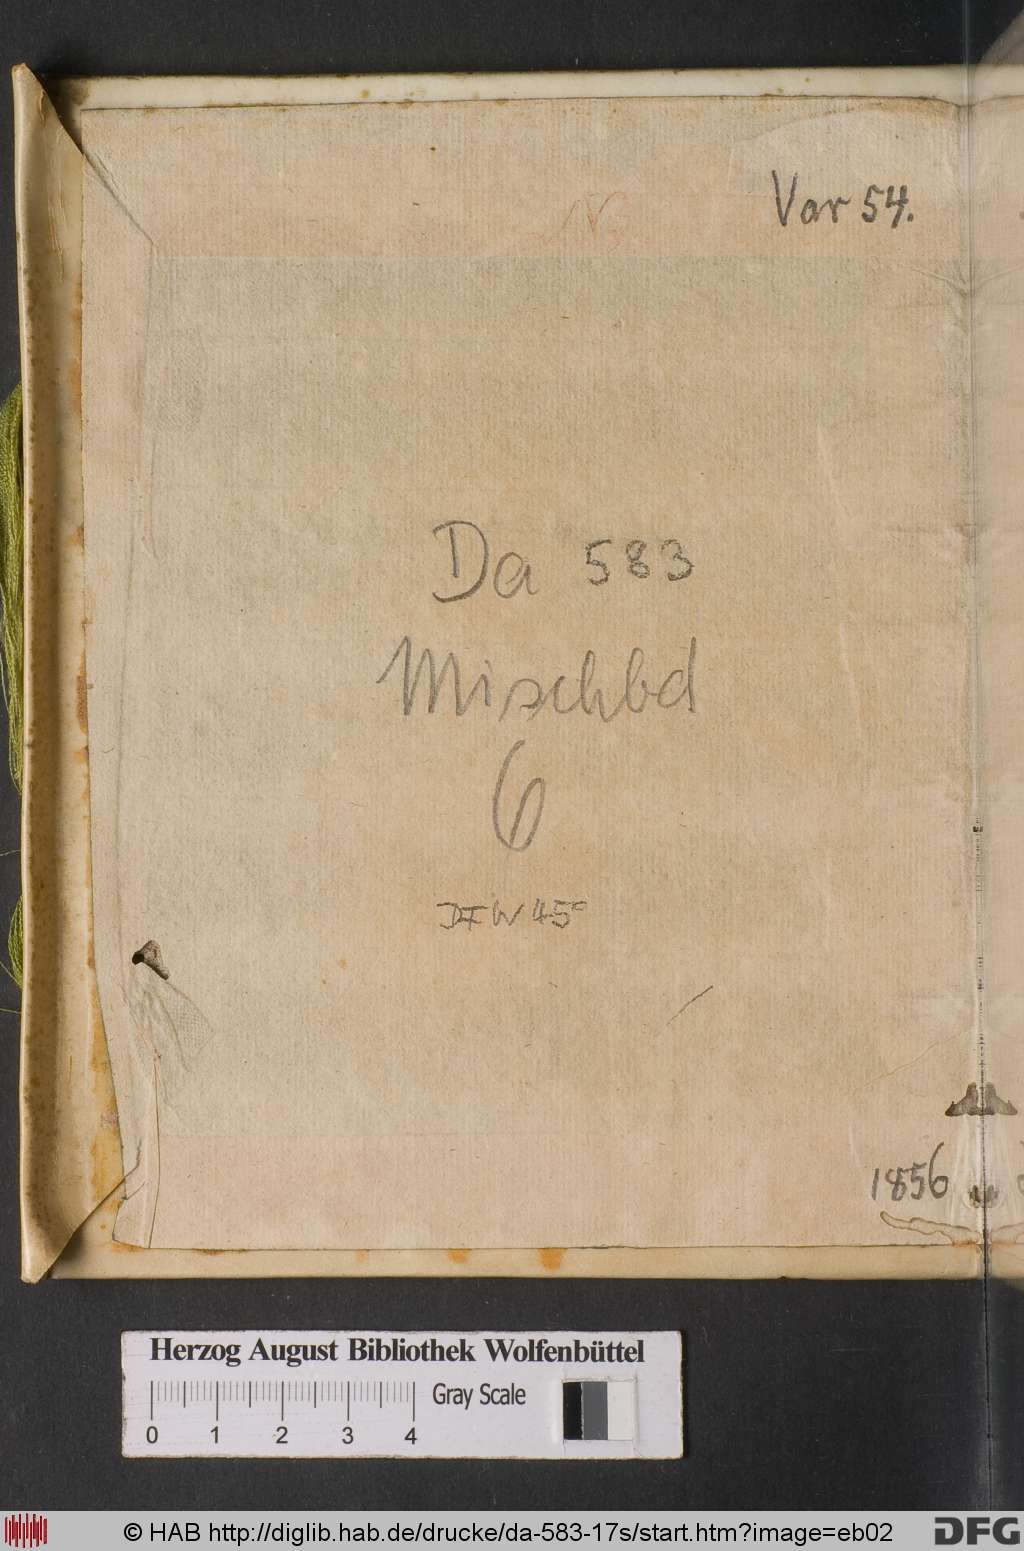 Var 54.
Da 583
Mischbd
6
W 45
1856
Herzog August Bibliothek Wolfenbüttel
Gray Scale
0 1 2 3 4
© HAB http://diglib.hab.de/drucke/da-583-17s/start.htm?image=eb02
DFG